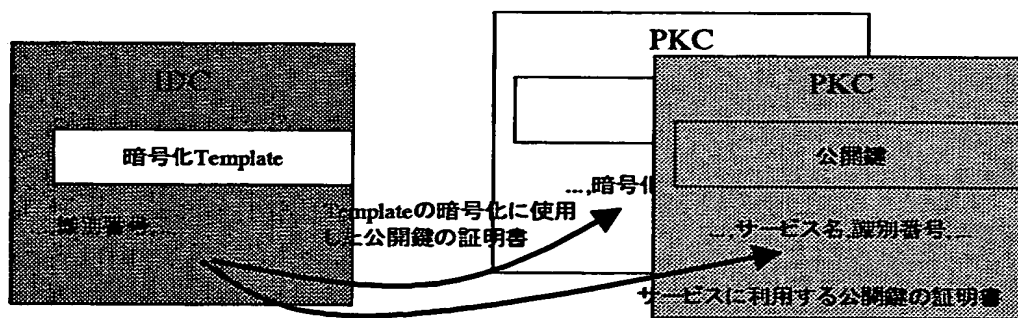 IDC
暗号化Template
...,識別番号,...
Templateの暗号化に使用
した公開鍵の証明書
PKC
...,暗号化
PKC
公開鍵
...,サービス名,識別番号,...
サービスに利用する公開鍵の証明書